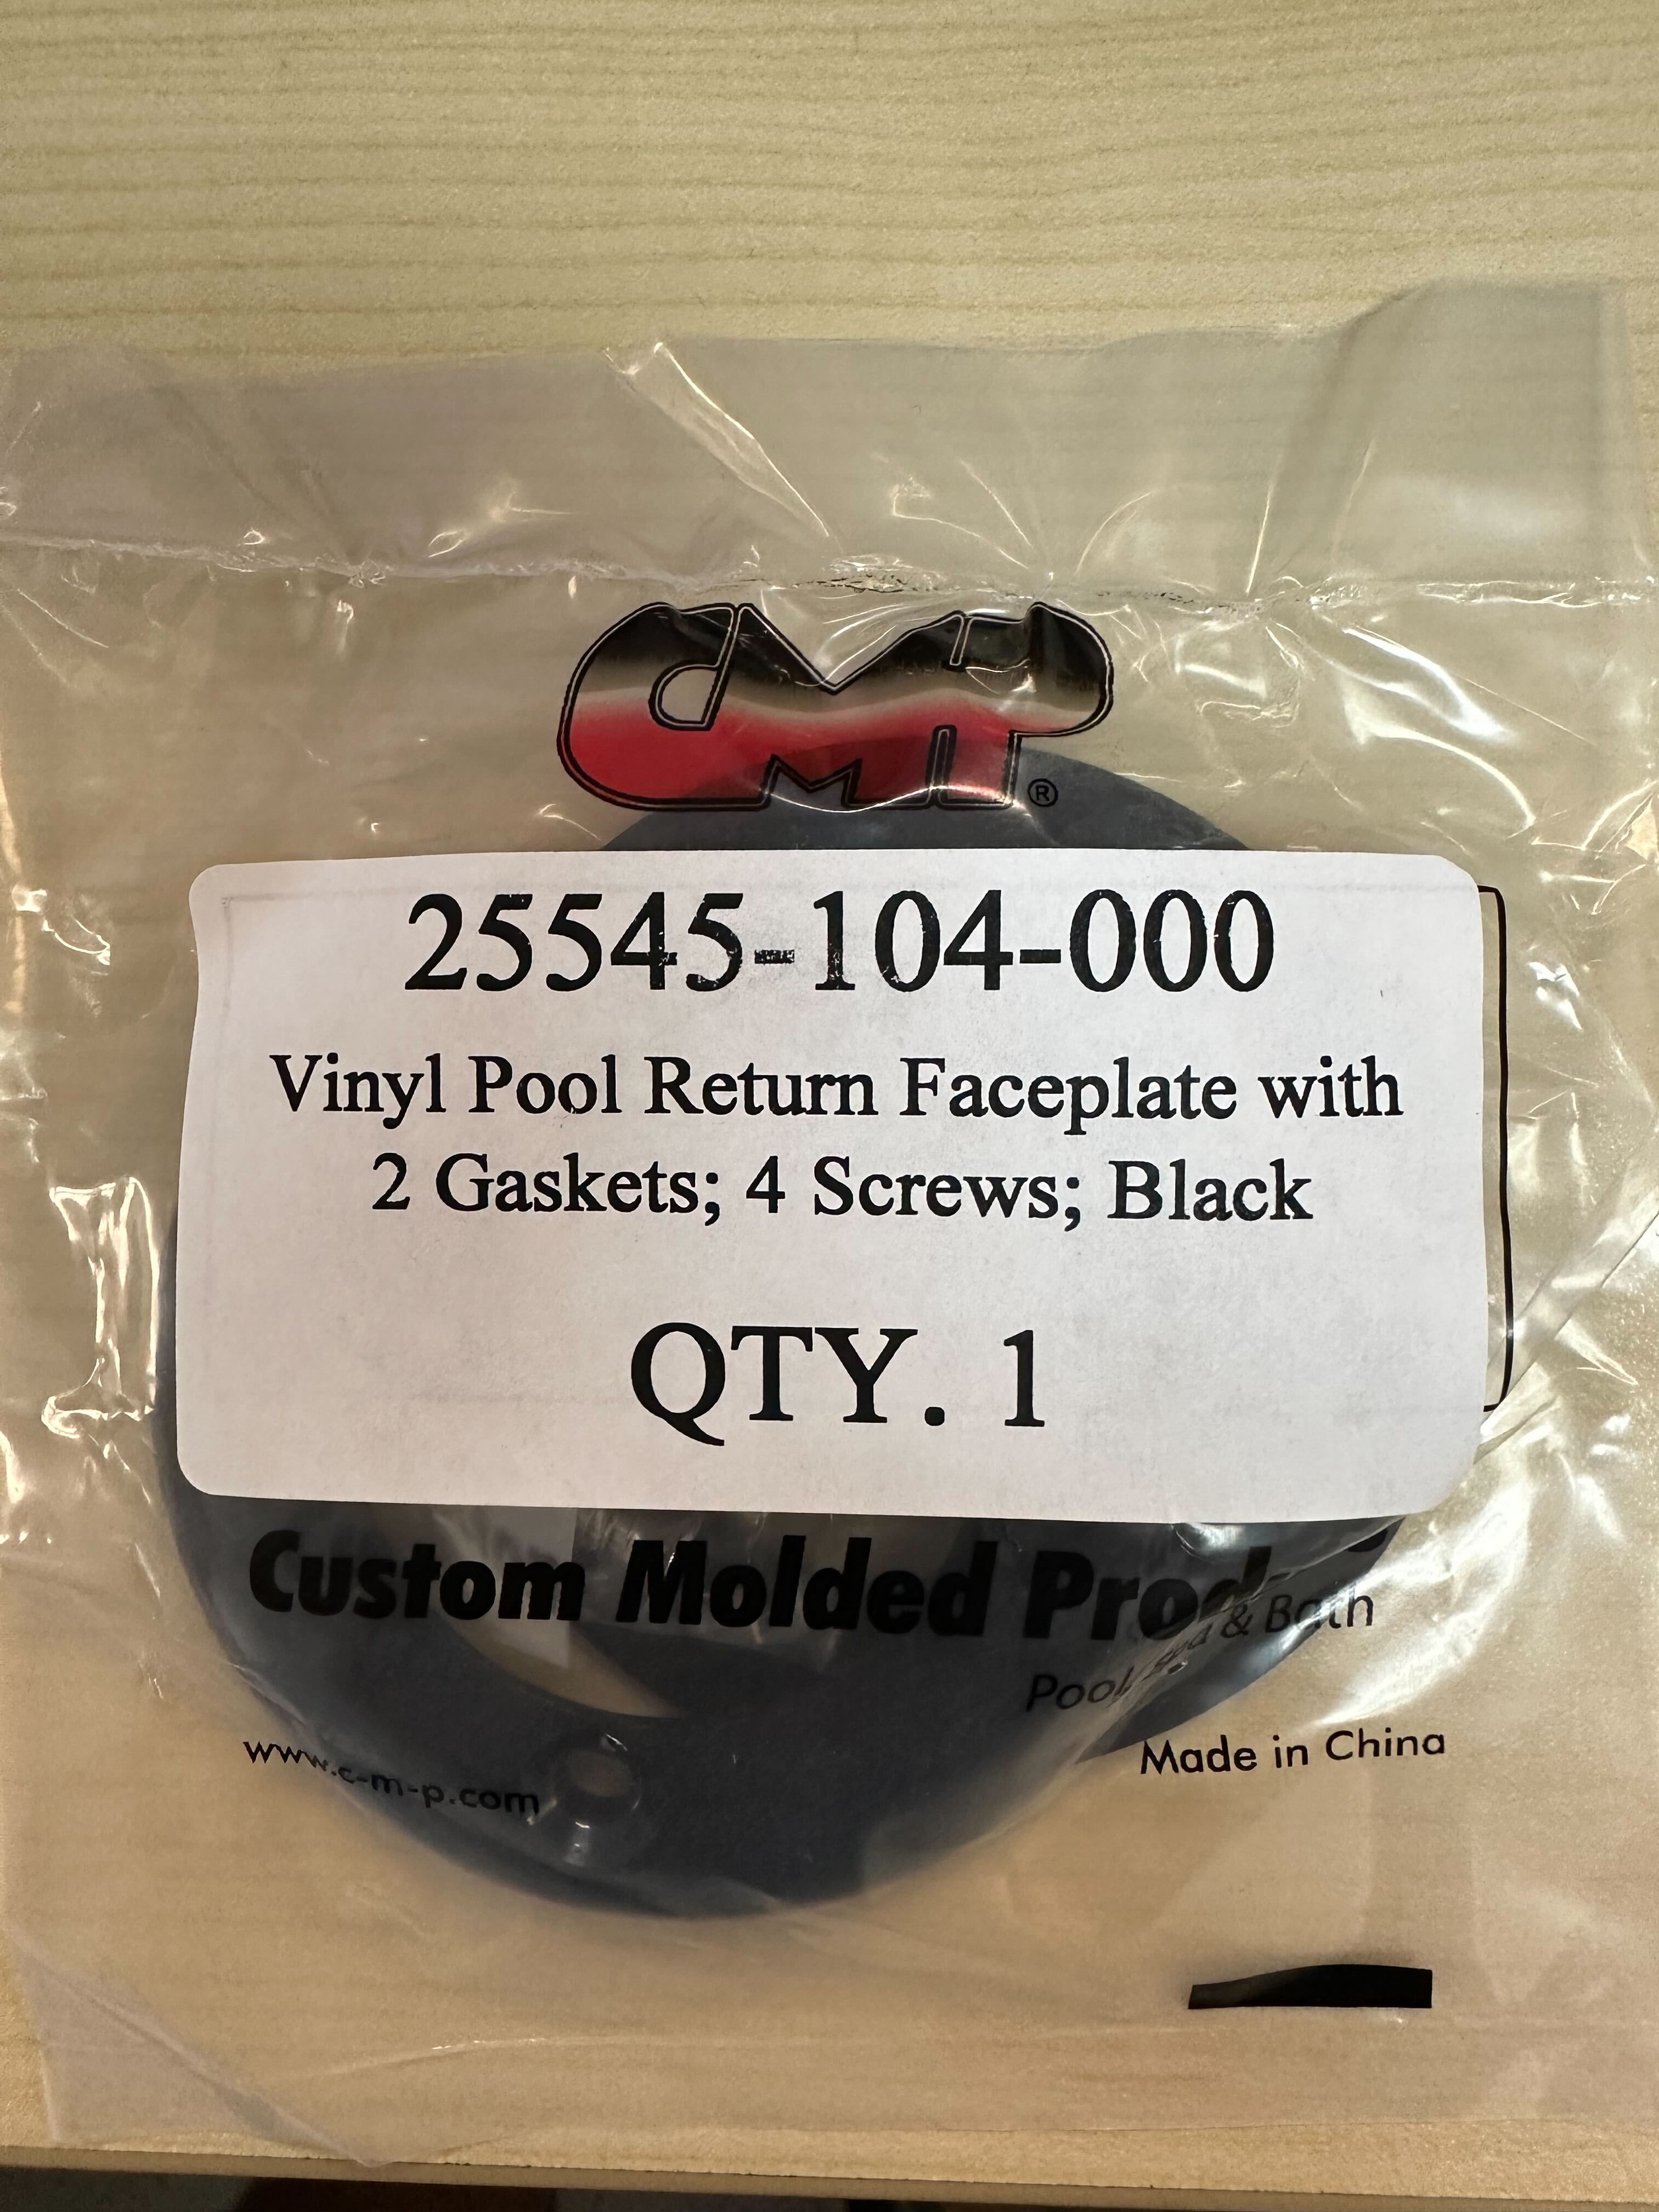 CMP®
25545-104-000
Vinyl Pool Return Faceplate with
2 Gaskets; 4 Screws; Black
QTY. 1
Custom Molded
Pool, & Bath
www.c-m-p.com
Made in China